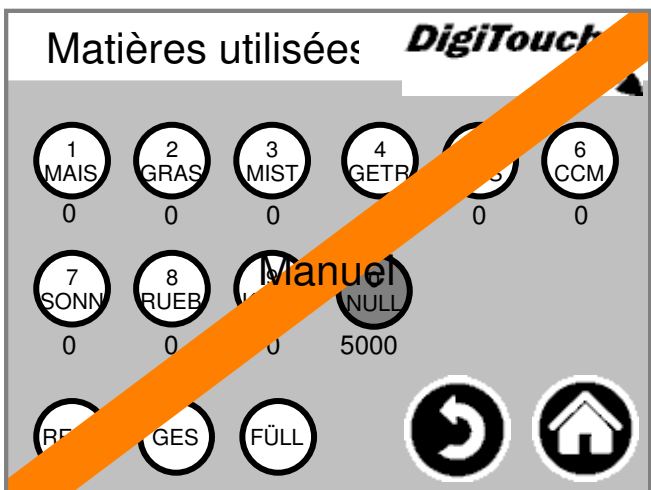 Matières utilisées
DigiTouch
1 MAIS
2 GRAS
3 MIST
4 GETR
6 CCM
0
0
0
0
0
Manuel
7 SONN
8 RUEB
NULL
0
0
0
5000
GES
FÜLL